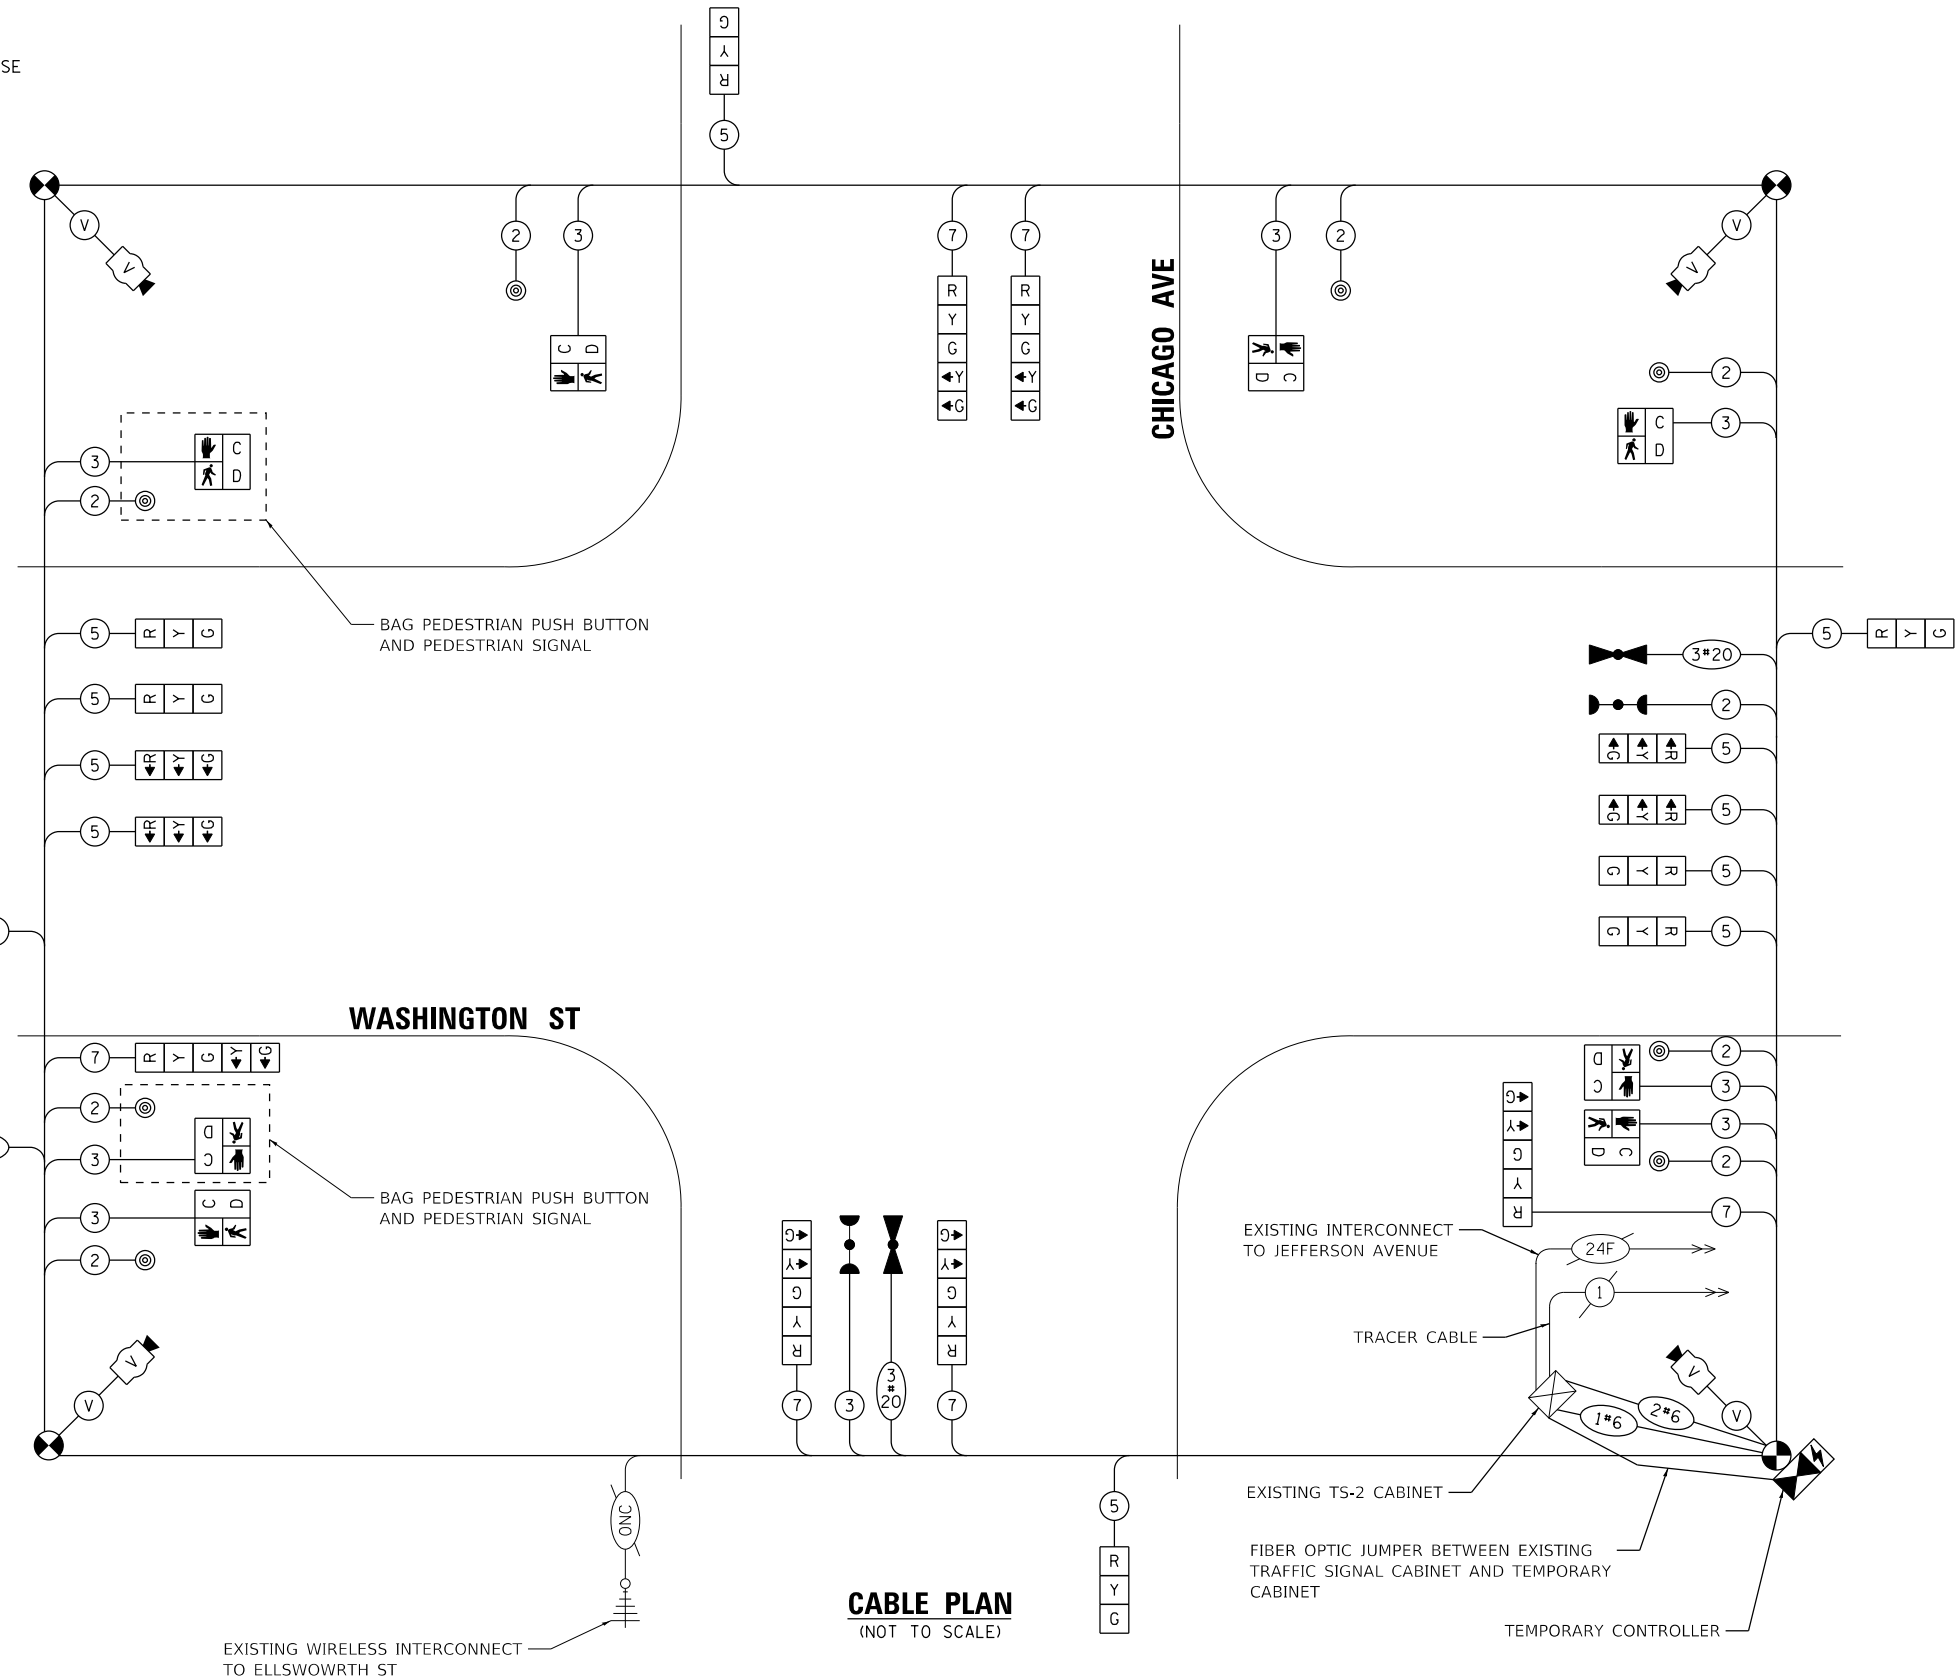 SE
G
Y
R
5
V
2
3
7
7
3
2
V
C D
R
Y
G
Y
G
R
Y
G
Y
G
D C
CHICAGO AVE
2
3
C
D
3
C
D
2
BAG PEDESTRIAN PUSH BUTTON
AND PEDESTRIAN SIGNAL
5 R Y G
5 R Y G
5 R Y G
5 R Y G
5 R Y G
3#20
2
G Y R 5
G Y R 5
G Y R 5
G Y R 5
WASHINGTON ST
7 R Y G Y G
2
3 D C
3 C D
2
BAG PEDESTRIAN PUSH BUTTON
AND PEDESTRIAN SIGNAL
V
V
G
Y
G
Y
R
7
3
3
#
20
G
Y
G
Y
R
7
D
C
2
3
3
D C
2
G
Y
G
Y
R
7
EXISTING INTERCONNECT
TO JEFFERSON AVENUE
24F
1
TRACER CABLE
V
V
1#6
2#6
EXISTING TS-2 CABINET
FIBER OPTIC JUMPER BETWEEN EXISTING
TRAFFIC SIGNAL CABINET AND TEMPORARY
CABINET
TEMPORARY CONTROLLER
5
R
Y
G
ONC
EXISTING WIRELESS INTERCONNECT
TO ELLSWOWRTH ST
CABLE PLAN
(NOT TO SCALE)